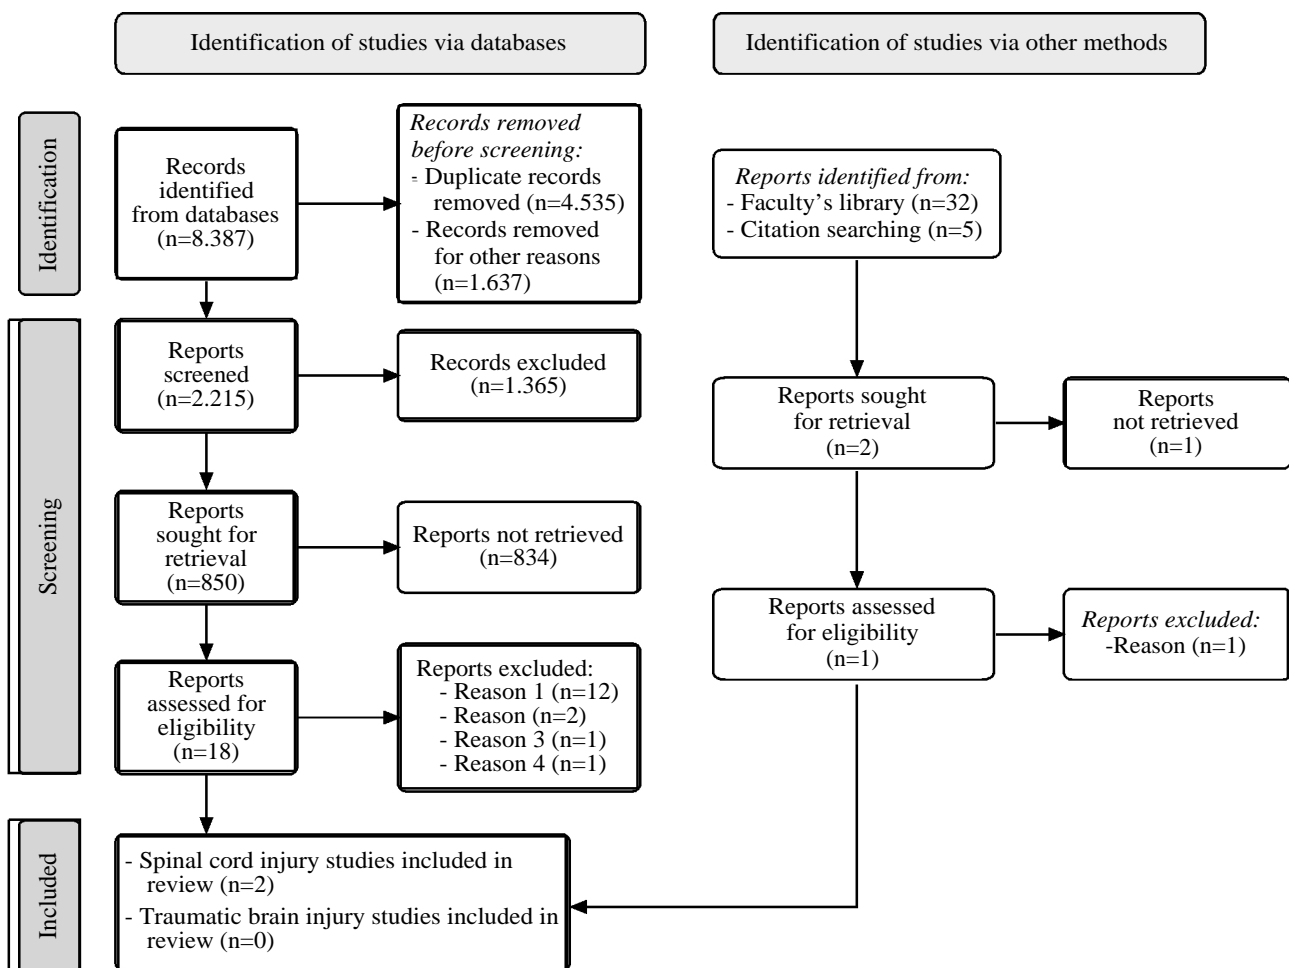 Identification of studies via databases
Identification of studies via other methods
Identification
Records
identified
from databases
(n=8.387)
Records removed
before screening:
- Duplicate records
removed (n=4.535)
- Records removed
for other reasons
(n=1.637)
Reports identified from:
- Faculty’s library (n=32)
- Citation searching (n=5)
Screening
Reports
screened
(n=2.215)
Records excluded
(n=1.365)
Reports sought
for retrieval
(n=2)
Reports
not retrieved
(n=1)
Reports
sought for
retrieval
(n=850)
Reports not retrieved
(n=834)
Reports assessed
for eligibility
(n=1)
Reports excluded:
-Reason (n=1)
Reports
assessed for
eligibility
(n=18)
Reports excluded:
- Reason 1 (n=12)
- Reason (n=2)
- Reason 3 (n=1)
- Reason 4 (n=1)
Included
- Spinal cord injury studies included in
review (n=2)
- Traumatic brain injury studies included in
review (n=0)